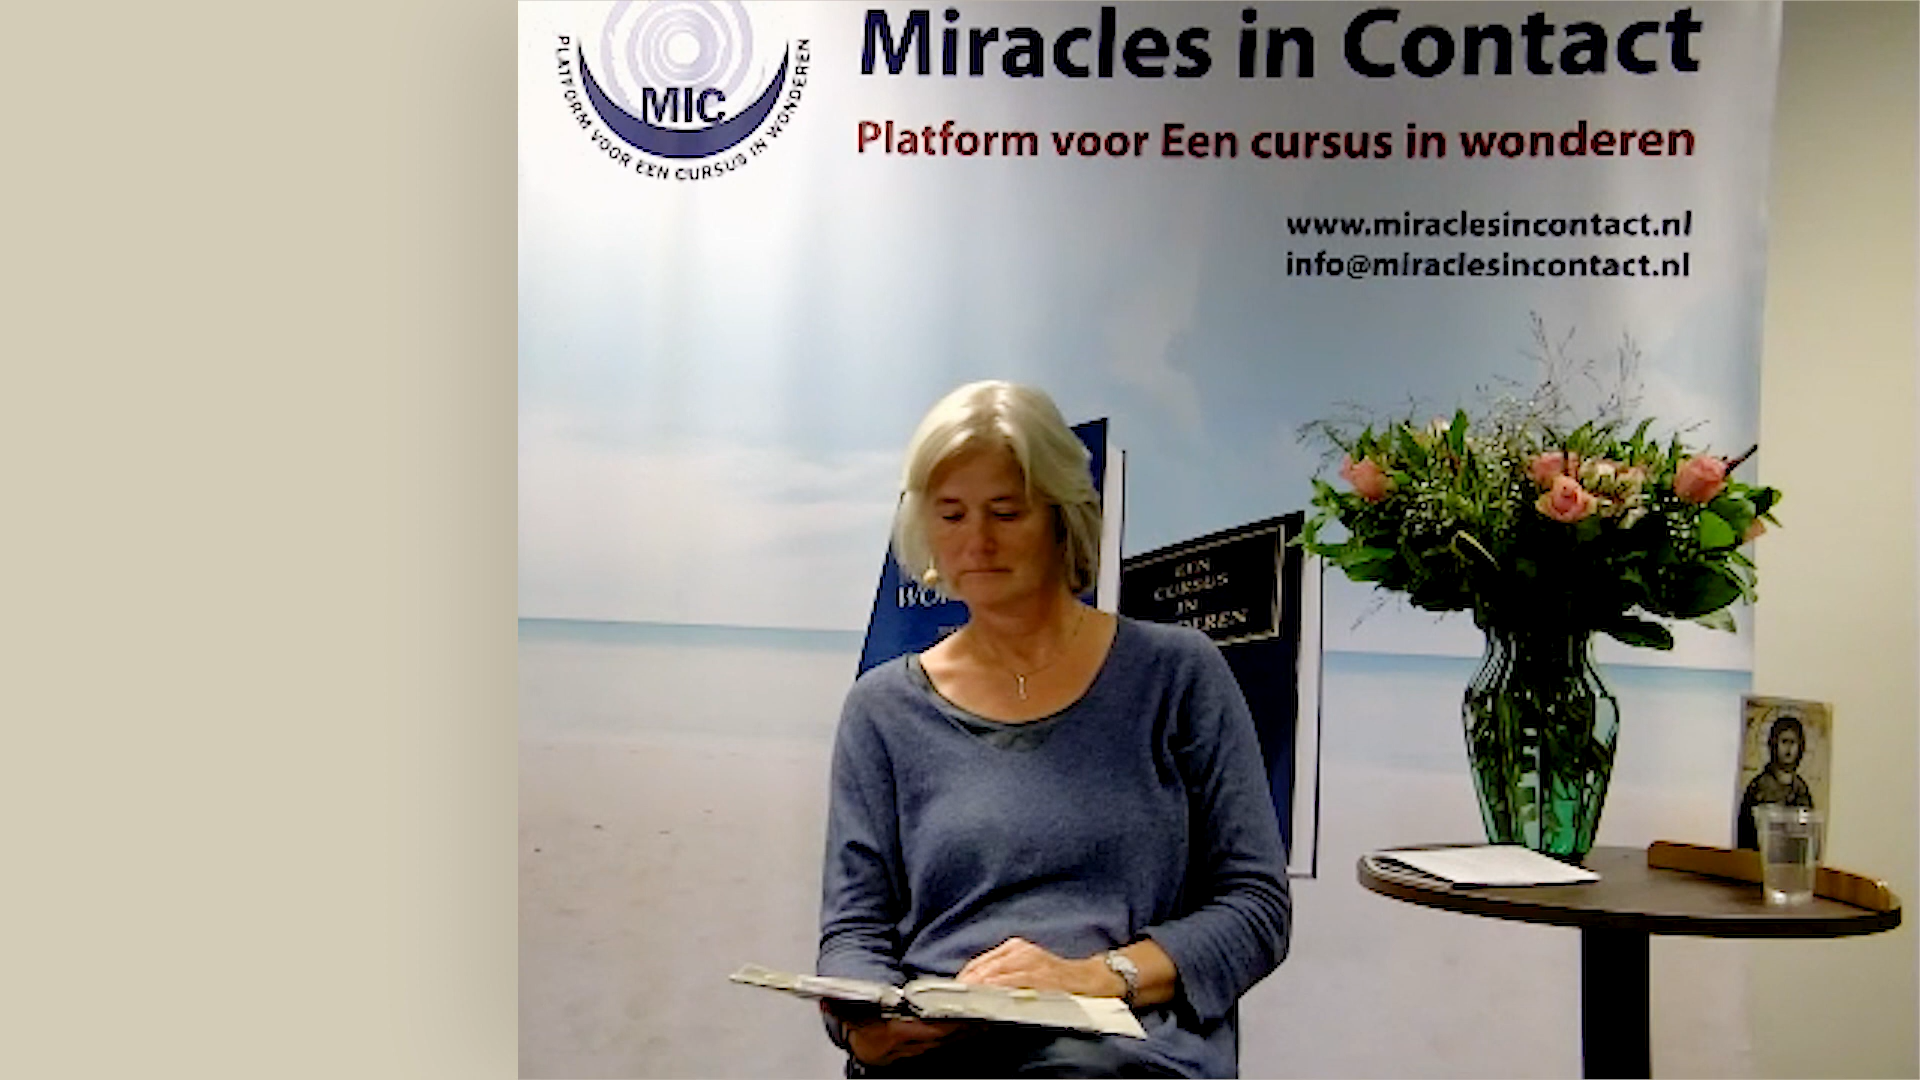 PLATFORM VOOR EEN CURSUS IN WONDEREN
MIC
Miracles in Contact
Platform voor Een cursus in wonderen
www.miraclesincontact.nl
info@miraclesincontact.nl
EEN
CURSUS
IN